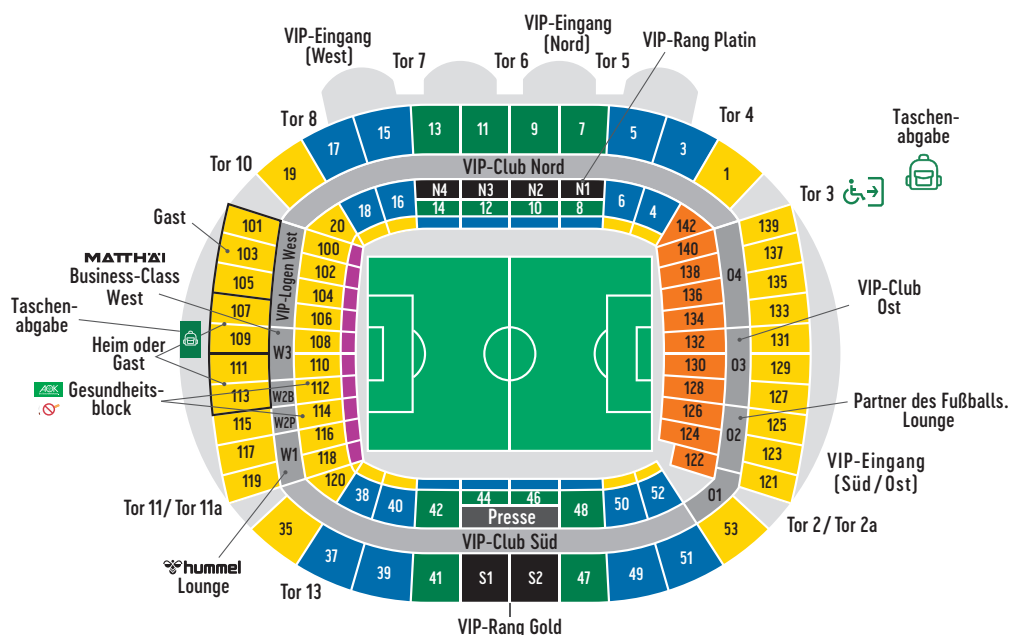 VIP-Eingang
(West)
Tor 7
Tor 6
VIP-Eingang
(Nord)
Tor 5
VIP-Rang Platin
Tor 8
Tor 4
Taschen-
abgabe
Tor 10
Tor 3
17
15
13
11
9
7
5
3
19
1
VIP-Club Nord
N4
N3
N2
N1
20
18
16
14
12
10
8
6
4
142
Gast
101
103
105
107
109
111
113
115
117
119
VIP-Logen West
W3
W2B
W2P
W1
100
102
104
106
108
110
112
114
116
118
120
MATTHÄI
Business-Class
West
Taschen-
abgabe
Heim oder
Gast
AOK
Gesundheits-
block
140
138
136
134
132
130
128
126
124
122
04
03
02
01
139
137
135
133
131
129
127
125
123
121
VIP-Club
Ost
Partner des Fußballs.
Lounge
VIP-Eingang
(Süd/Ost)
Tor 11/ Tor 11a
Tor 2/ Tor 2a
38
40
42
44
46
48
50
52
Presse
VIP-Club Süd
35
37
39
41
S1
S2
47
49
51
53
hummel
Lounge
Tor 13
VIP-Rang Gold